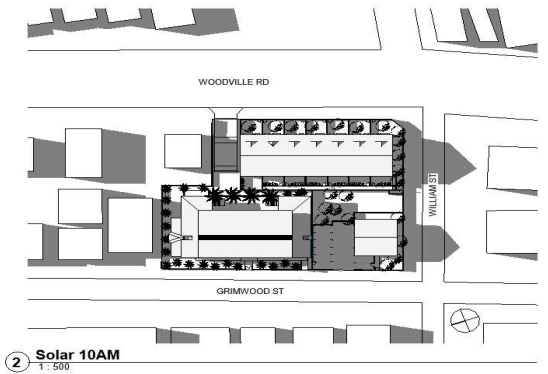 WOODVILLE RD
WILLIAM ST
GRIMWOOD ST
2
Solar 10AM
1 : 500